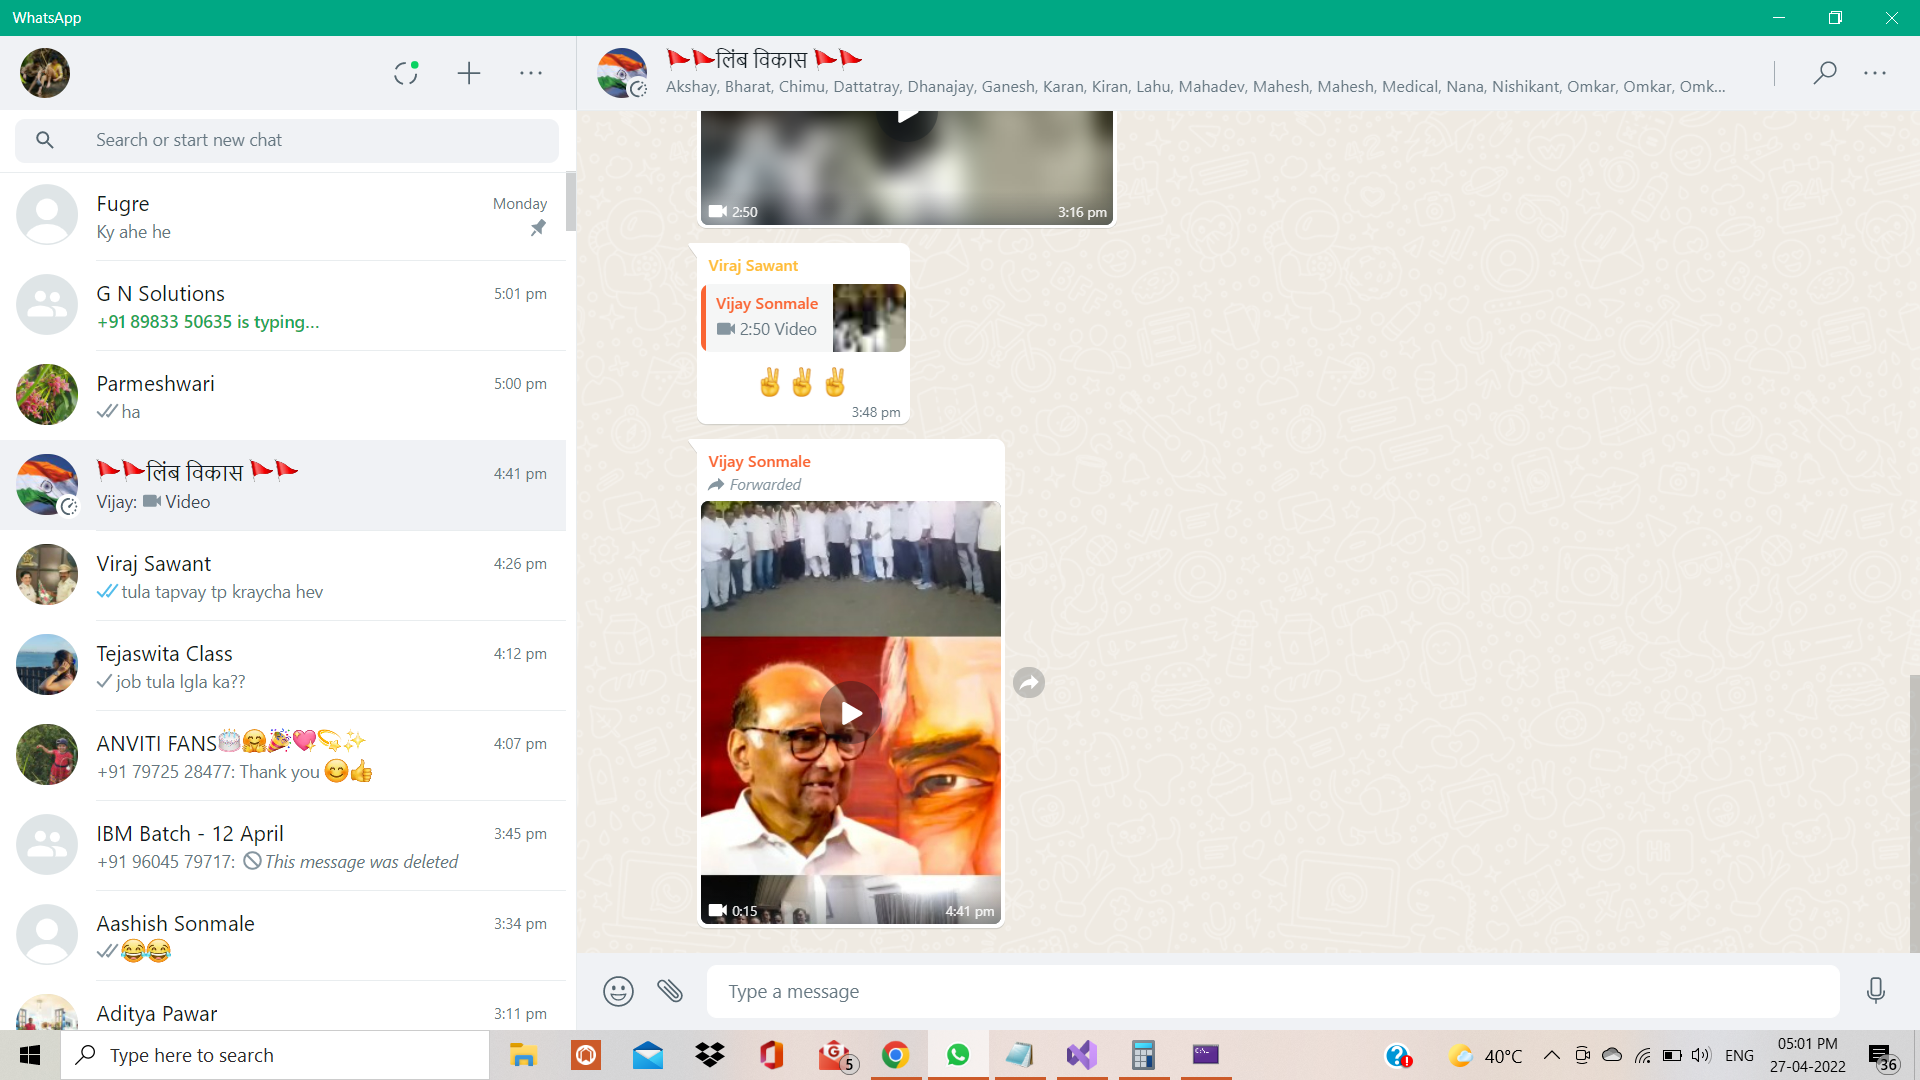 WhatsApp
Search or start new chat
Fugre
Monday
Ky ahe he
G N Solutions
5:01 pm
+91 89833 50635 is typing...
Parmeshwari
5:00 pm
ha
🚩🚩लिंब विकास 🚩🚩
4:41 pm
Vijay: Video
Viraj Sawant
4:26 pm
tula tapvay tp kraycha hev
Tejaswita Class
4:12 pm
job tula lgla ka??
ANVITI FANS🎂🤗🎉💖💫✨
4:07 pm
+91 79725 28477: Thank you 😊👍
IBM Batch - 12 April
3:45 pm
+91 96045 79717: This message was deleted
Aashish Sonmale
3:34 pm
😂😂
Aditya Pawar
3:11 pm
🚩🚩लिंब विकास 🚩🚩
Akshay, Bharat, Chimu, Dattatray, Dhanajay, Ganesh, Karan, Kiran, Lahu, Mahadev, Mahesh, Mahesh, Medical, Nana, Nishikant, Omkar, Omkar, Omk...
2:50
3:16 pm
Viraj Sawant
Vijay Sonmale
2:50 Video
✌✌✌
3:48 pm
Vijay Sonmale
Forwarded
0:15
4:41 pm
Type a message
Type here to search
5
40°C
ENG
05:01 PM
27-04-2022
36